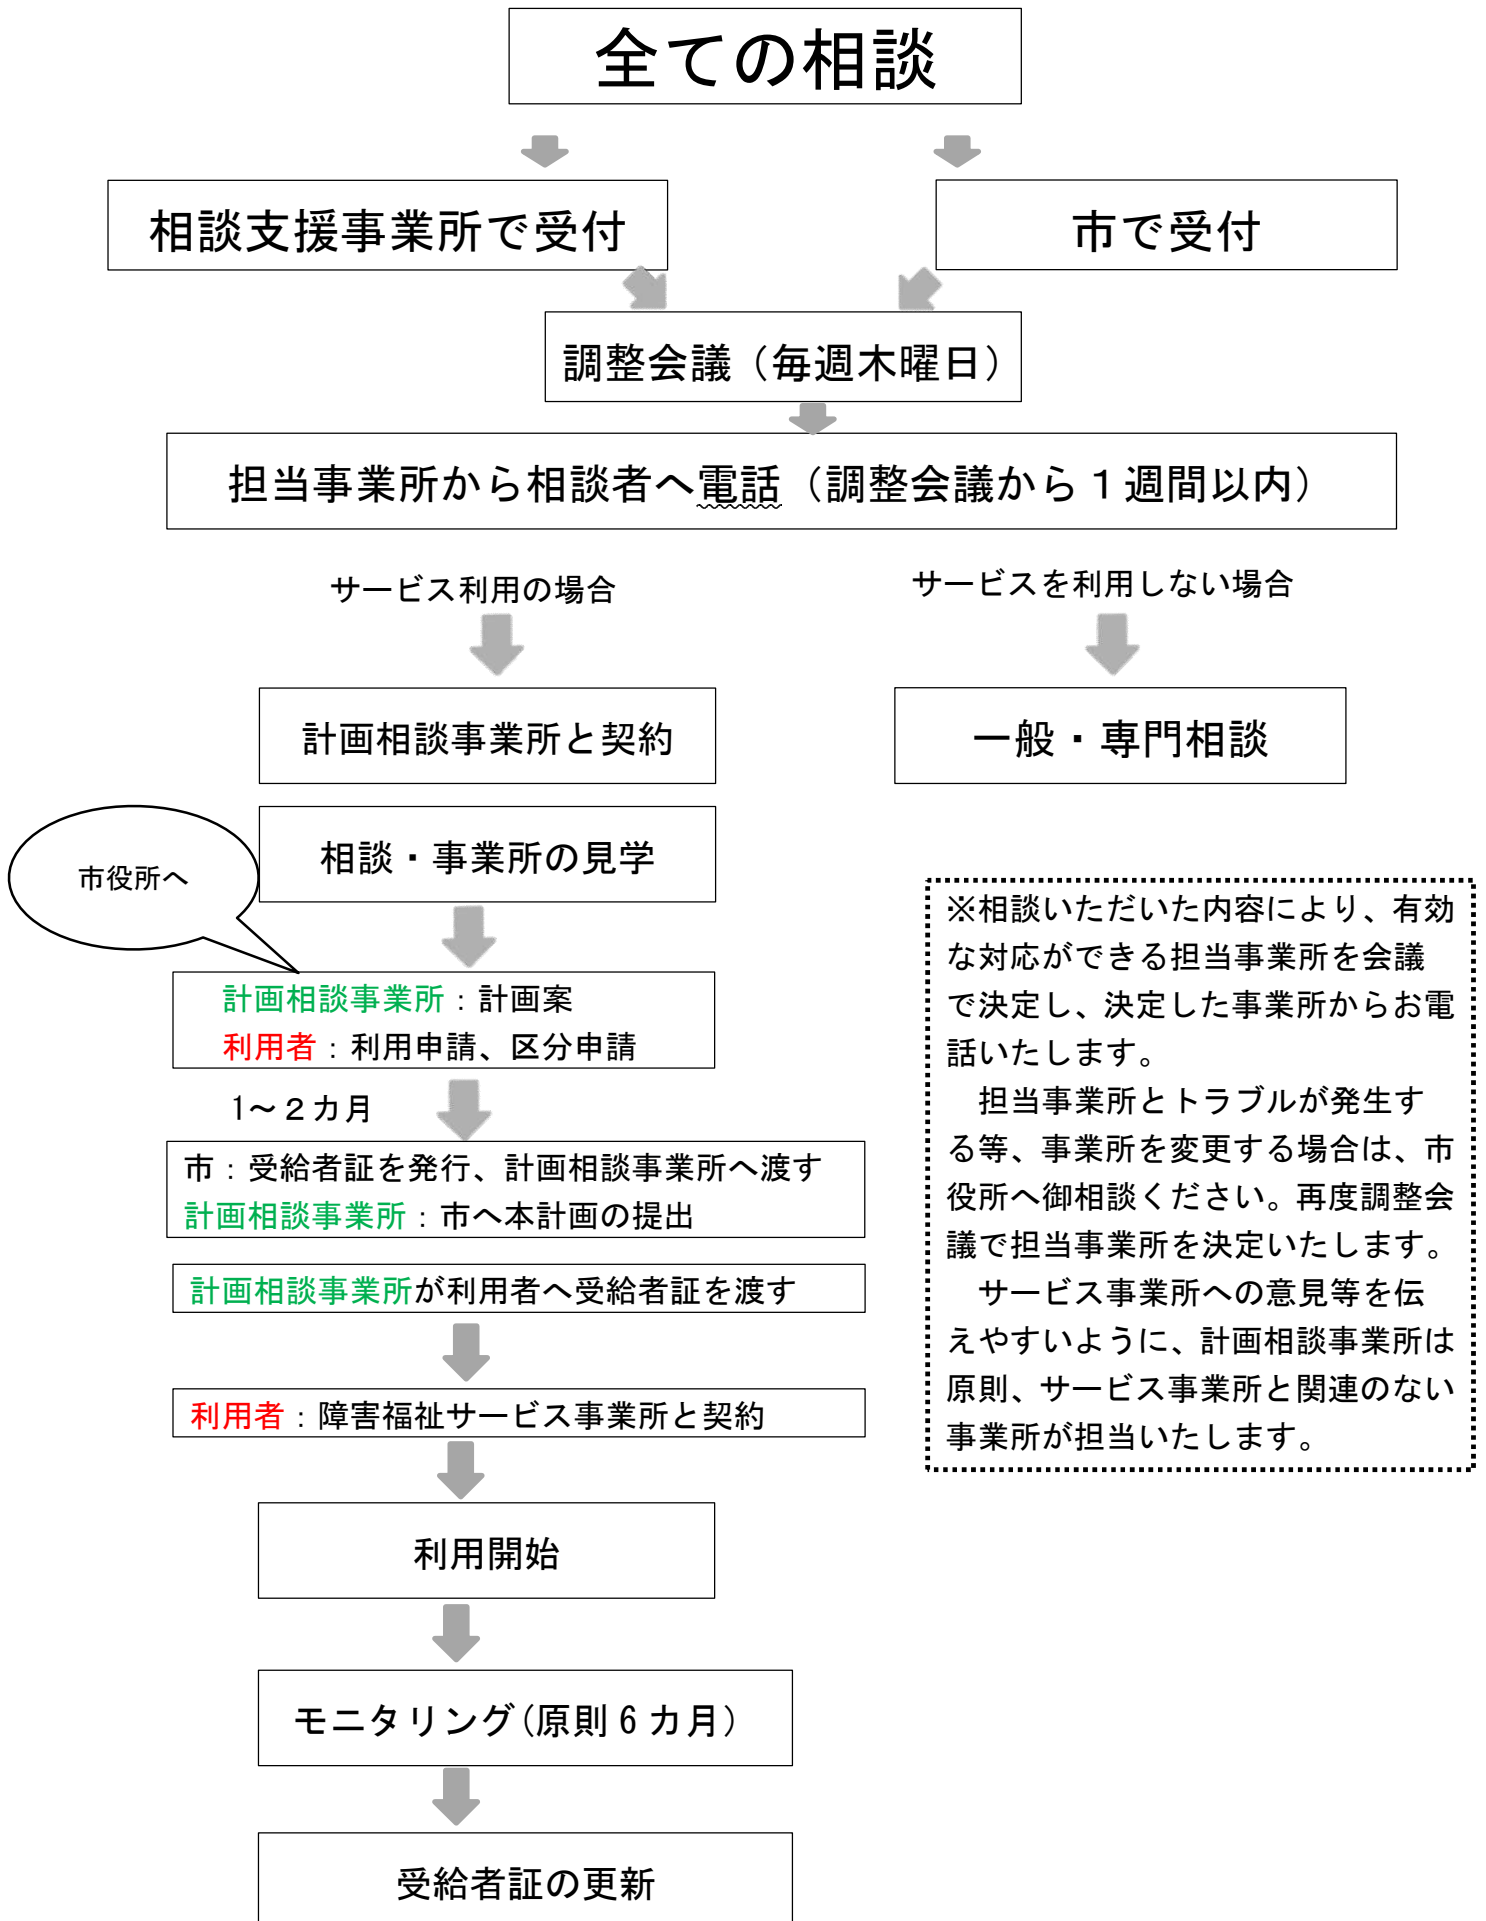 全ての相談
相談支援事業所で受付
市で受付
調整会議（毎週木曜日）
担当事業所から相談者へ電話（調整会議から１週間以内）
サービス利用の場合
サービスを利用しない場合
計画相談事業所と契約
一般・専門相談
相談・事業所の見学
市役所へ
計画相談事業所：計画案
利用者：利用申請、区分申請
1～２カ月
市：受給者証を発行、計画相談事業所へ渡す
計画相談事業所：市へ本計画の提出
計画相談事業所が利用者へ受給者証を渡す
利用者：障害福祉サービス事業所と契約
利用開始
モニタリング(原則６カ月）
受給者証の更新
※相談いただいた内容により、有効
な対応ができる担当事業所を会議
で決定し、決定した事業所からお電
話いたします。
　担当事業所とトラブルが発生す
る等、事業所を変更する場合は、市
役所へ御相談ください。再度調整会
議で担当事業所を決定いたします。
　サービス事業所への意見等を伝
えやすいように、計画相談事業所は
原則、サービス事業所と関連のない
事業所が担当いたします。